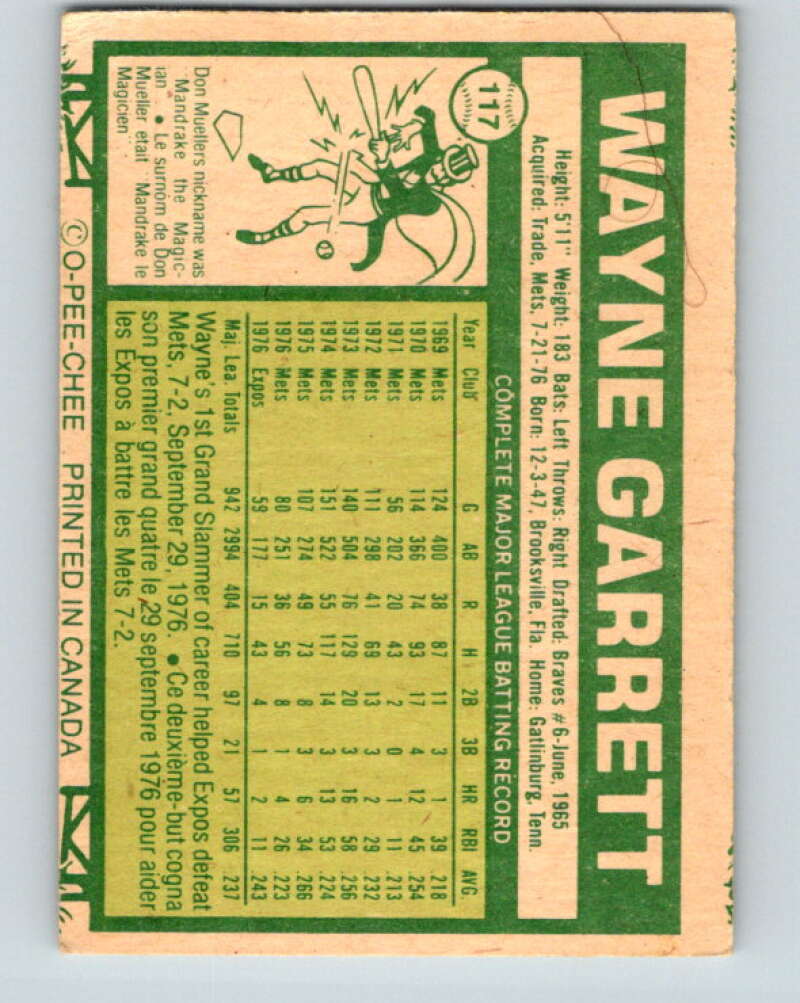 WAYNE GARRETT
117
Height: 5'11" Weight: 183 Bats: Left Throws: Right Drafted: Braves #6-June, 1965
Acquired: Trade, Mets, 7-21-76 Born: 12-3-47, Brooksville, Fla. Home: Gatlinburg, Tenn.
COMPLETE MAJOR LEAGUE BATTING RECORD
Year Club G AB R H 2B 3B HR RBI AVG.
1969 Mets 124 400 38 87 11 3 1 39 .218
1970 Mets 114 366 74 93 17 4 12 45 .254
1971 Mets 56 202 20 43 2 0 1 11 .213
1972 Mets 111 298 41 69 13 3 2 29 .232
1973 Mets 140 504 76 129 20 3 16 58 .256
1974 Mets 151 522 55 117 14 3 13 53 .224
1975 Mets 107 274 49 73 8 3 6 34 .266
1976 Mets 80 251 36 56 8 1 4 26 .223
1976 Expos 59 177 15 43 4 1 2 11 .243
Maj. Lea. Totals 942 2994 404 710 97 21 57 306 .237
Wayne's 1st Grand Slammer of career helped Expos defeat
Mets, 7-2, September 29, 1976. • Ce deuxième-but cogna
son premier grand quatre le 29 septembre 1976 pour aider
les Expos à battre les Mets 7-2.
Don Muellers nickname was
Mandrake the Magic-
ian • Le surnom de Don
Mueller etait Mandrake le
Magicien
© O-PEE-CHEE PRINTED IN CANADA